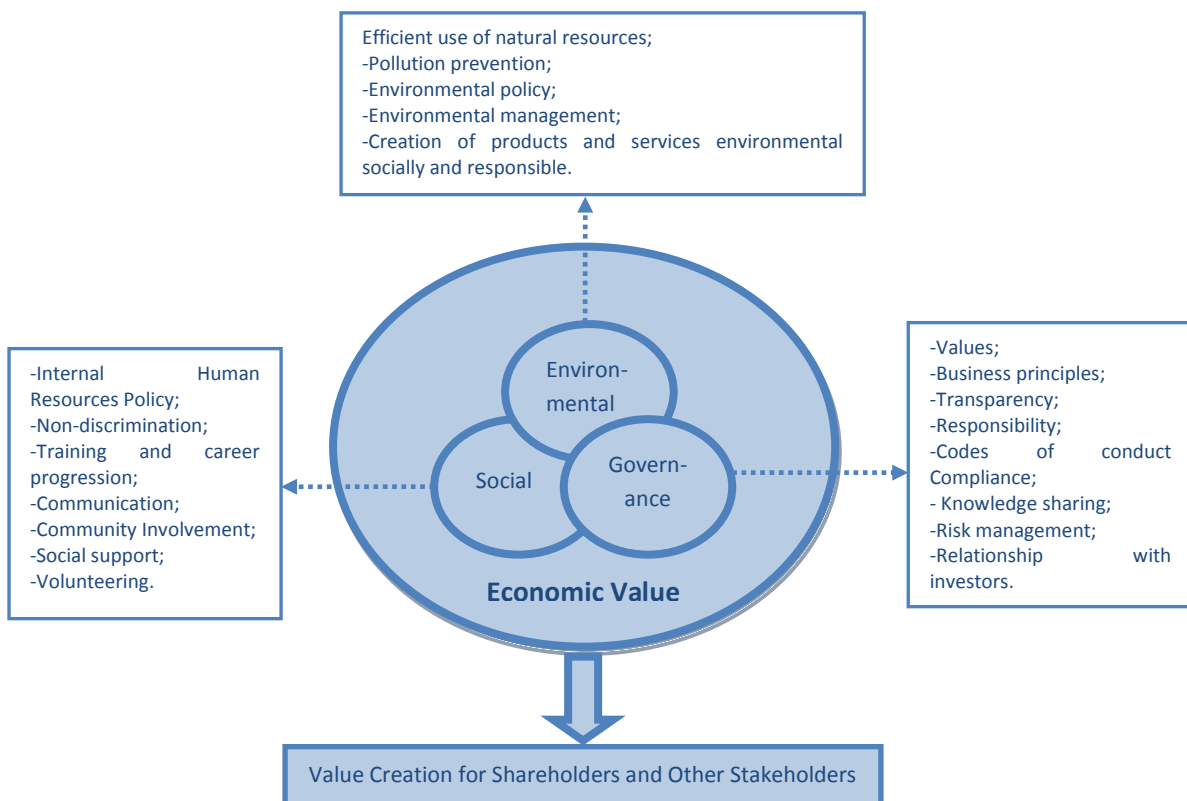 Efficient use of natural resources;
-Pollution prevention;
-Environmental policy;
-Environmental management;
-Creation of products and services environmental
socially and responsible.
-Internal Human
Resources Policy;
-Non-discrimination;
-Training and career
progression;
-Communication;
-Community Involvement;
-Social support;
-Volunteering.
Environ-
mental
Social
Govern-
ance
Economic Value
-Values;
-Business principles;
-Transparency;
-Responsibility;
-Codes of conduct
Compliance;
- Knowledge sharing;
-Risk management;
-Relationship with
investors.
Value Creation for Shareholders and Other Stakeholders